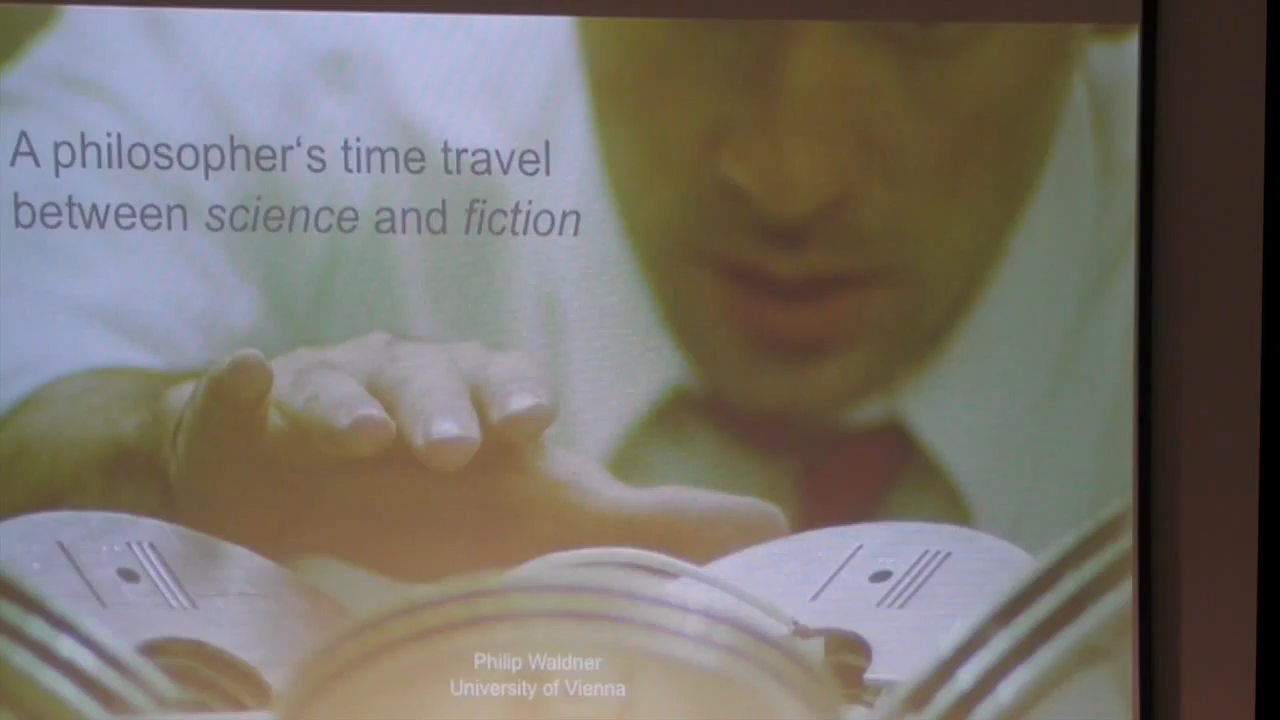 A philosopher‘s time travel
between science and fiction
Philip Waldner
University of Vienna